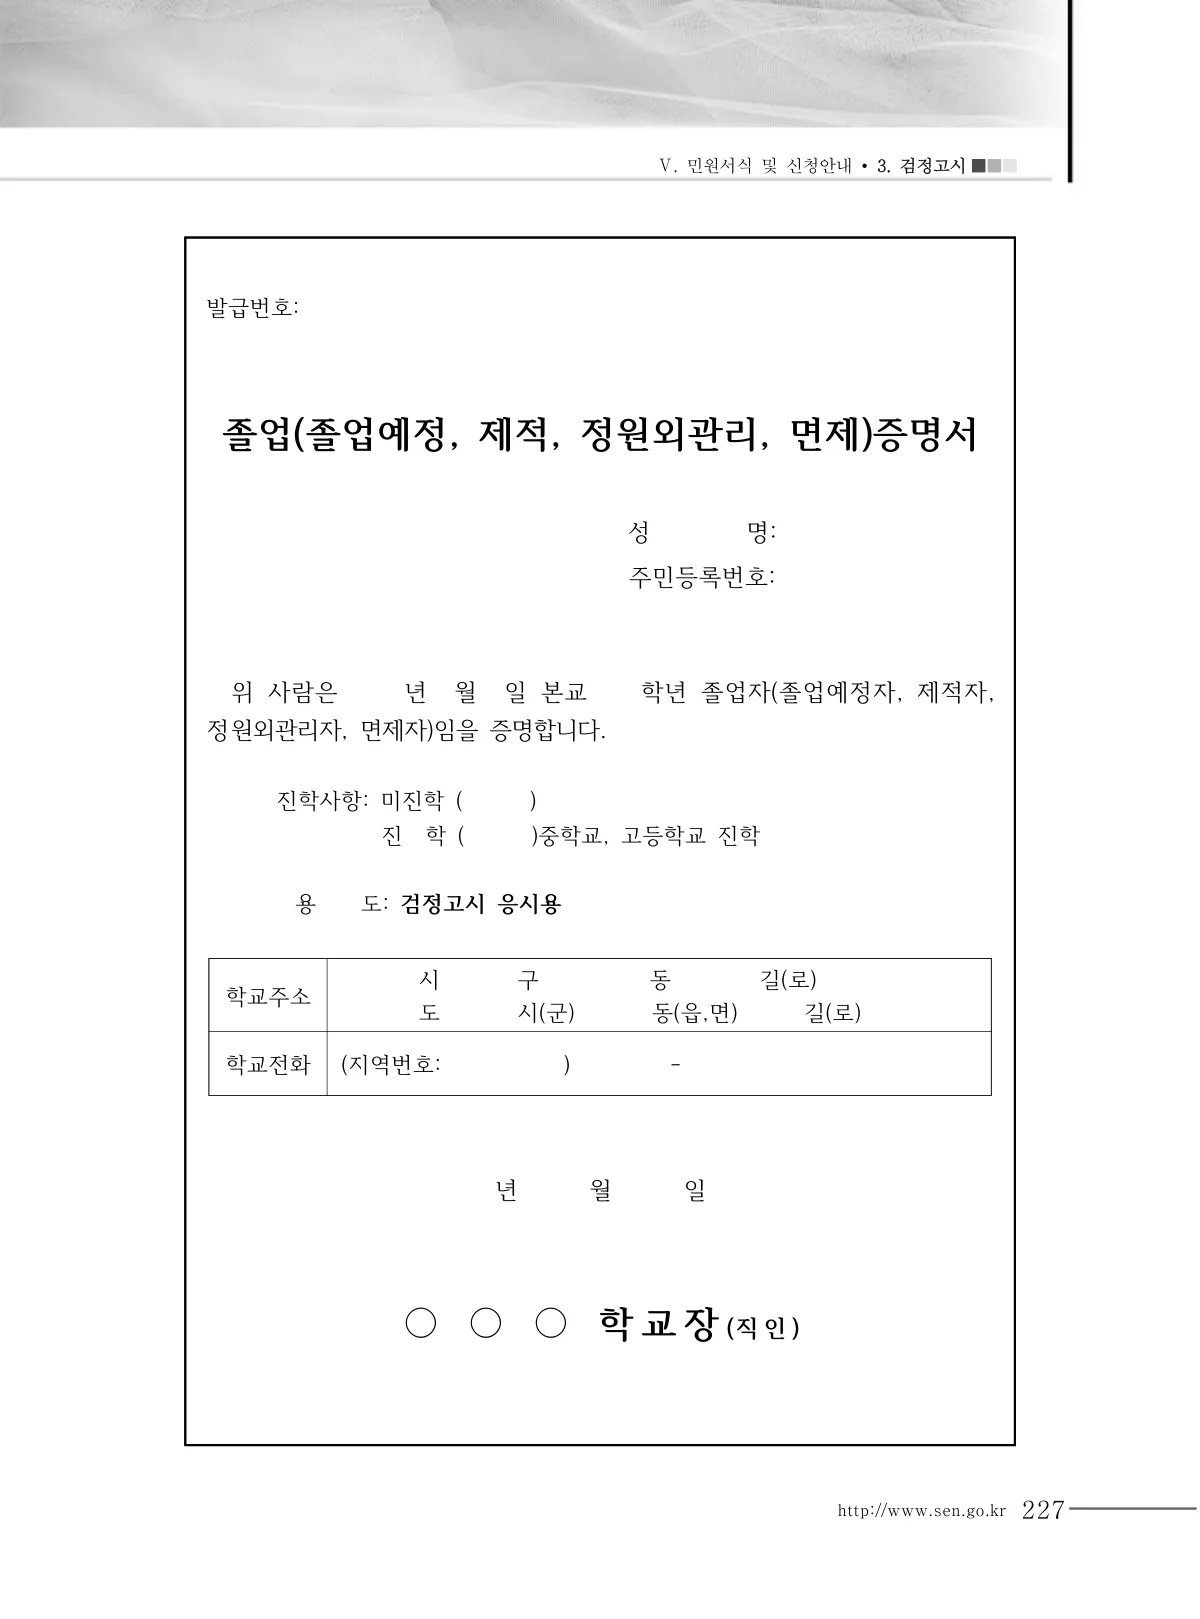 Ⅴ. 민원서식 및 신청안내 • 3. 검정고시
발급번호:
졸업(졸업예정, 제적, 정원외관리, 면제)증명서
성 명:
주민등록번호:
위 사람은 년 월 일 본교 학년 졸업자(졸업예정자, 제적자,
정원외관리자, 면제자)임을 증명합니다.
진학사항: 미진학 ( )
진 학 ( )중학교, 고등학교 진학
용 도: 검정고시 응시용
학교주소
시 구 동 길(로)
도 시(군) 동(읍,면) 길(로)
학교전화 (지역번호: ) -
년 월 일
○ ○ ○ 학교장(직인)
http://www.sen.go.kr 227